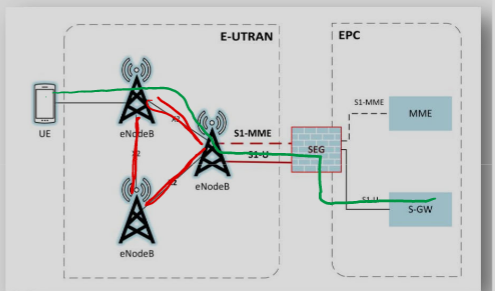 E-UTRAN
EPC
UE
eNodeB
X2
X2
X2
eNodeB
eNodeB
S1-MME
S1-U
SEG
S1-MME
MME
S1-U
S-GW